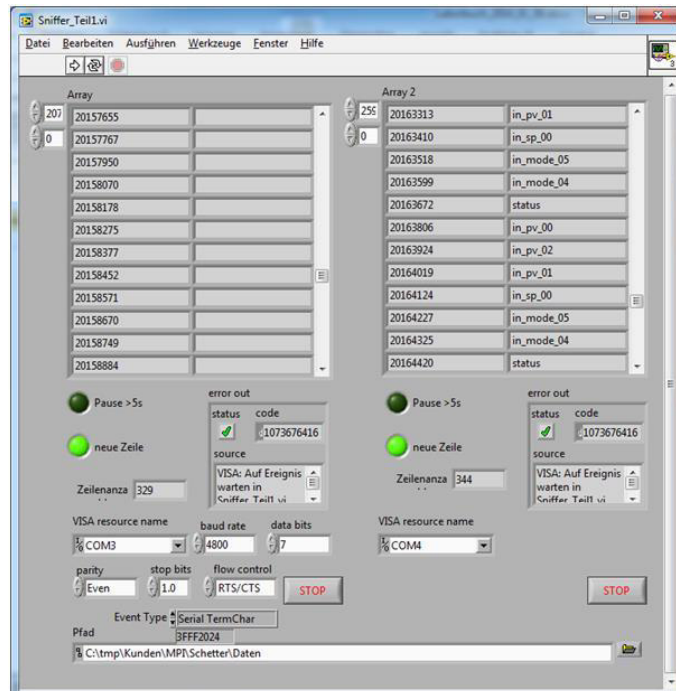 Sniffer_Teil1.vi
Datei Bearbeiten Ausführen Werkzeuge Fenster Hilfe
3
Array
207
0
20157655
20157767
20157950
20158070
20158178
20158275
20158377
20158452
20158571
20158670
20158749
20158884
Array 2
259
0
20163313 in_pv_01
20163410 in_sp_00
20163518 in_mode_05
20163599 in_mode_04
20163672 status
20163806 in_pv_00
20163924 in_pv_02
20164019 in_pv_01
20164124 in_sp_00
20164227 in_mode_05
20164325 in_mode_04
20164420 status
Pause >5s
neue Zeile
Zeilenanza 329
error out
status code
1073676416
source
VISA: Auf Ereignis
warten in
Sniffer_Teil1.vi
Pause >5s
neue Zeile
Zeilenanza 344
error out
status code
1073676416
source
VISA: Auf Ereignis
warten in
Sniffer_Teil1.vi
VISA resource name baud rate data bits
COM3 4800 7
VISA resource name
COM4
parity stop bits flow control
Even 1.0 RTS/CTS STOP
STOP
Event Type Serial TermChar
3FFF2024
Pfad
C:\tmp\Kunden\MPI\Schetter\Daten